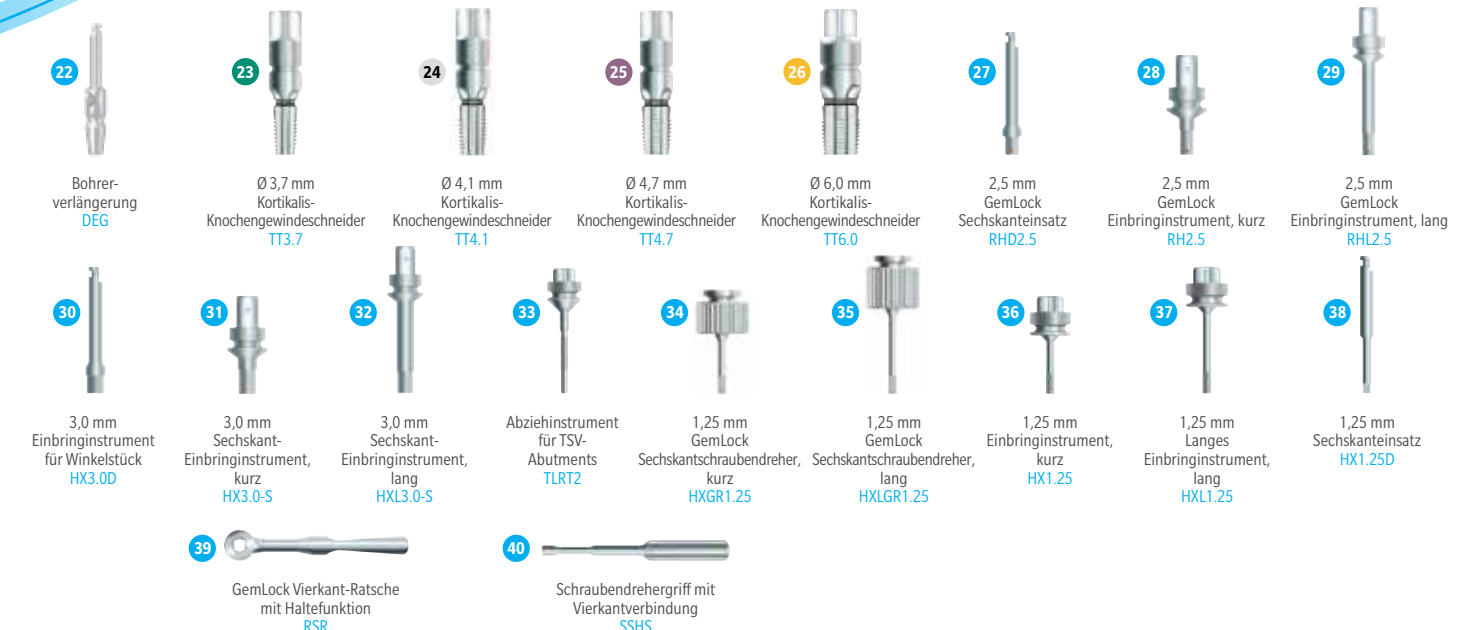 22
23
24
25
26
27
28
29
Bohrer-
verlängerung
DEG
Ø 3,7 mm
Kortikalis-
Knochengewindeschneider
TT3.7
Ø 4,1 mm
Kortikalis-
Knochengewindeschneider
TT4.1
Ø 4,7 mm
Kortikalis-
Knochengewindeschneider
TT4.7
Ø 6,0 mm
Kortikalis-
Knochengewindeschneider
TT6.0
2,5 mm
GemLock
Sechskanteinsatz
RHD2.5
2,5 mm
GemLock
Einbringinstrument, kurz
RH2.5
2,5 mm
GemLock
Einbringinstrument, lang
RHL2.5
30
31
32
33
34
35
36
37
38
3,0 mm
Einbringinstrument
für Winkelstück
HX3.0D
3,0 mm
Sechskant-
Einbringinstrument,
kurz
HX3.0-S
3,0 mm
Sechskant-
Einbringinstrument,
lang
HXL3.0-S
Abziehinstrument
für TSV-
Abutments
TLRT2
1,25 mm
GemLock
Sechskantschraubendreher,
kurz
HXGR1.25
1,25 mm
GemLock
Sechskantschraubendreher,
lang
HXLGR1.25
1,25 mm
Einbringinstrument,
kurz
HX1.25
1,25 mm
Langes
Einbringinstrument,
lang
HXL1.25
1,25 mm
Sechskanteinsatz
HX1.25D
39
40
GemLock Vierkant-Ratsche
mit Haltefunktion
RSR
Schraubendrehergriff mit
Vierkantverbindung
SSHS